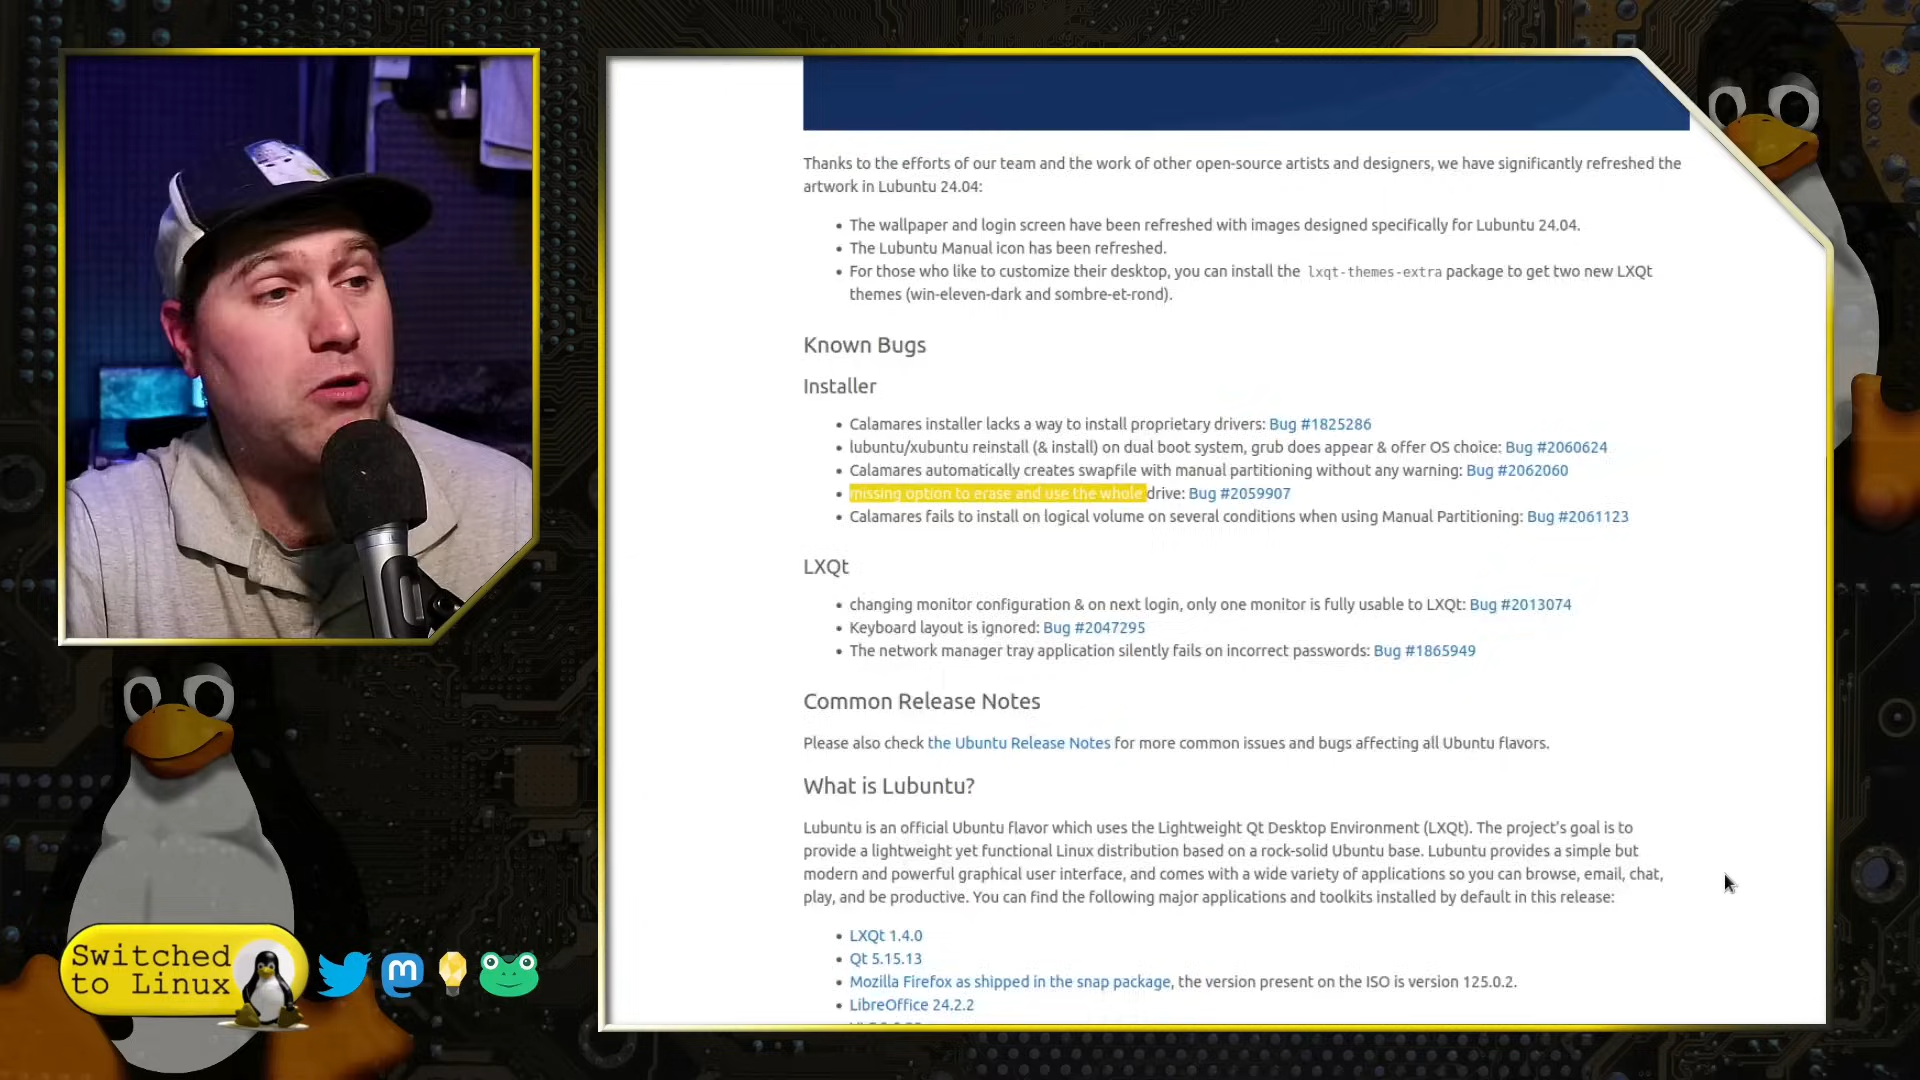 Thanks to the efforts of our team and the work of other open-source artists and designers, we have significantly refreshed the
artwork in Lubuntu 24.04:
• The wallpaper and login screen have been refreshed with images designed specifically for Lubuntu 24.04.
• The Lubuntu Manual icon has been refreshed.
• For those who like to customize their desktop, you can install the lxqt-themes-extra package to get two new LXQt
themes (win-eleven-dark and sombre-et-rond).
Known Bugs
Installer
• Calamares installer lacks a way to install proprietary drivers: Bug #1825286
• lubuntu/xubuntu reinstall (& install) on dual boot system, grub does appear & offer OS choice: Bug #2060624
• Calamares automatically creates swapfile with manual partitioning without any warning: Bug #2062060
• missing option to erase and use the whole drive: Bug #2059907
• Calamares fails to install on logical volume on several conditions when using Manual Partitioning: Bug #2061123
LXQt
• changing monitor configuration & on next login, only one monitor is fully usable to LXQt: Bug #2013074
• Keyboard layout is ignored: Bug #2047295
• The network manager tray application silently fails on incorrect passwords: Bug #1865949
Common Release Notes
Please also check the Ubuntu Release Notes for more common issues and bugs affecting all Ubuntu flavors.
What is Lubuntu?
Lubuntu is an official Ubuntu flavor which uses the Lightweight Qt Desktop Environment (LXQt). The project's goal is to
provide a lightweight yet functional Linux distribution based on a rock-solid Ubuntu base. Lubuntu provides a simple but
modern and powerful graphical user interface, and comes with a wide variety of applications so you can browse, email, chat,
play, and be productive. You can find the following major applications and toolkits installed by default in this release:
• LXQt 1.4.0
• Qt 5.15.13
• Mozilla Firefox as shipped in the snap package, the version present on the ISO is version 125.0.2.
• LibreOffice 24.2.2
Switched
to Linux
m